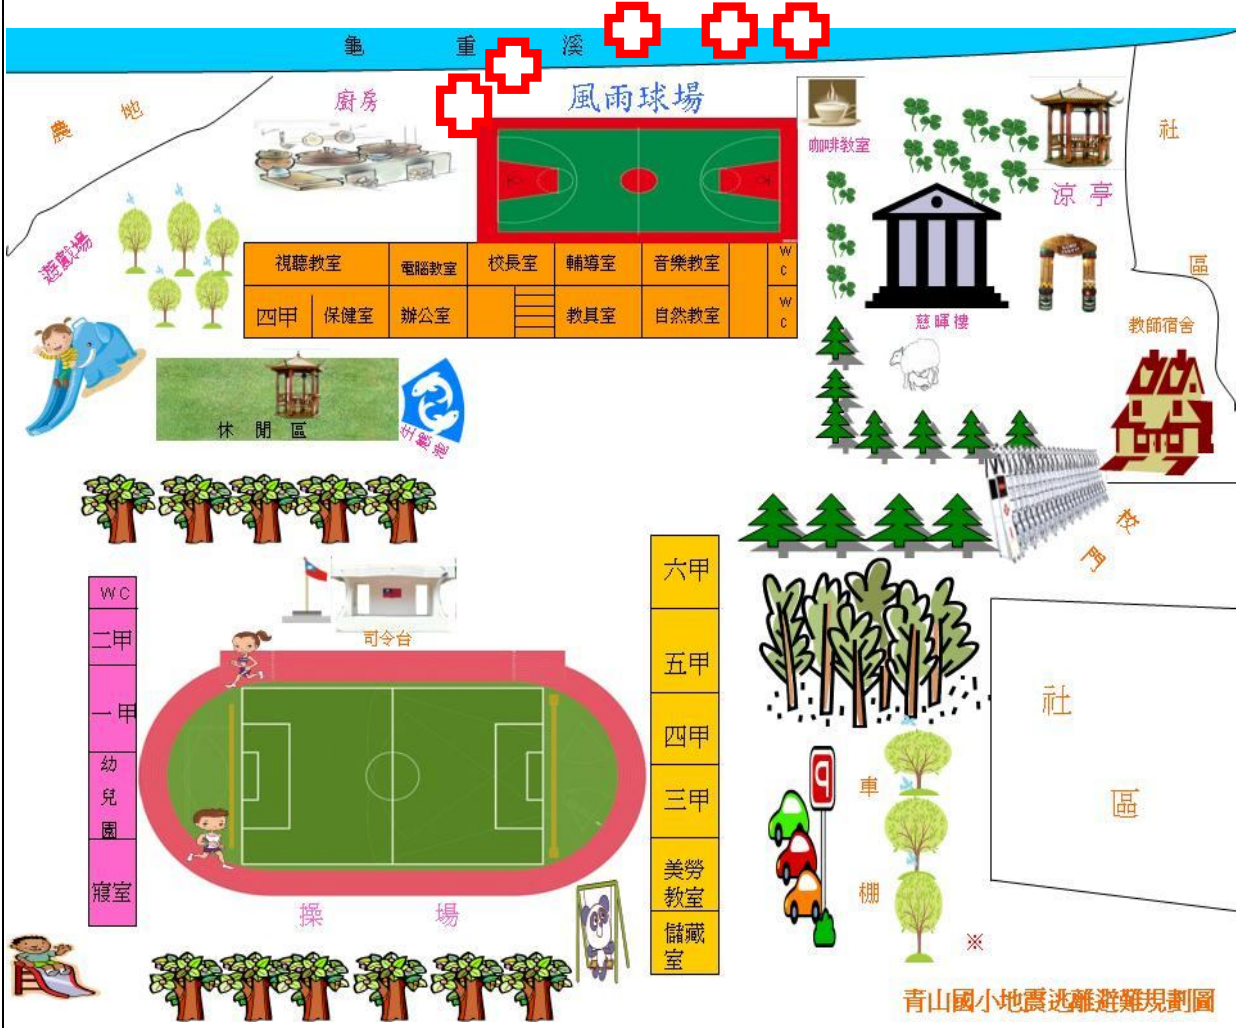 龜重溪
農地
廚房
風雨球場
咖啡教室
涼亭
社區
遊戲場
視聽教室
電腦教室
校長室
輔導室
音樂教室
WC
四甲
保健室
辦公室
教具室
自然教室
WC
慈暉樓
教師宿舍
休閒區
生態池
校門
司令台
WC
二甲
一甲
幼兒園
寢室
六甲
五甲
四甲
三甲
美勞教室
儲藏室
操場
P
車棚
社區
※
青山國小地震逃離避難規劃圖